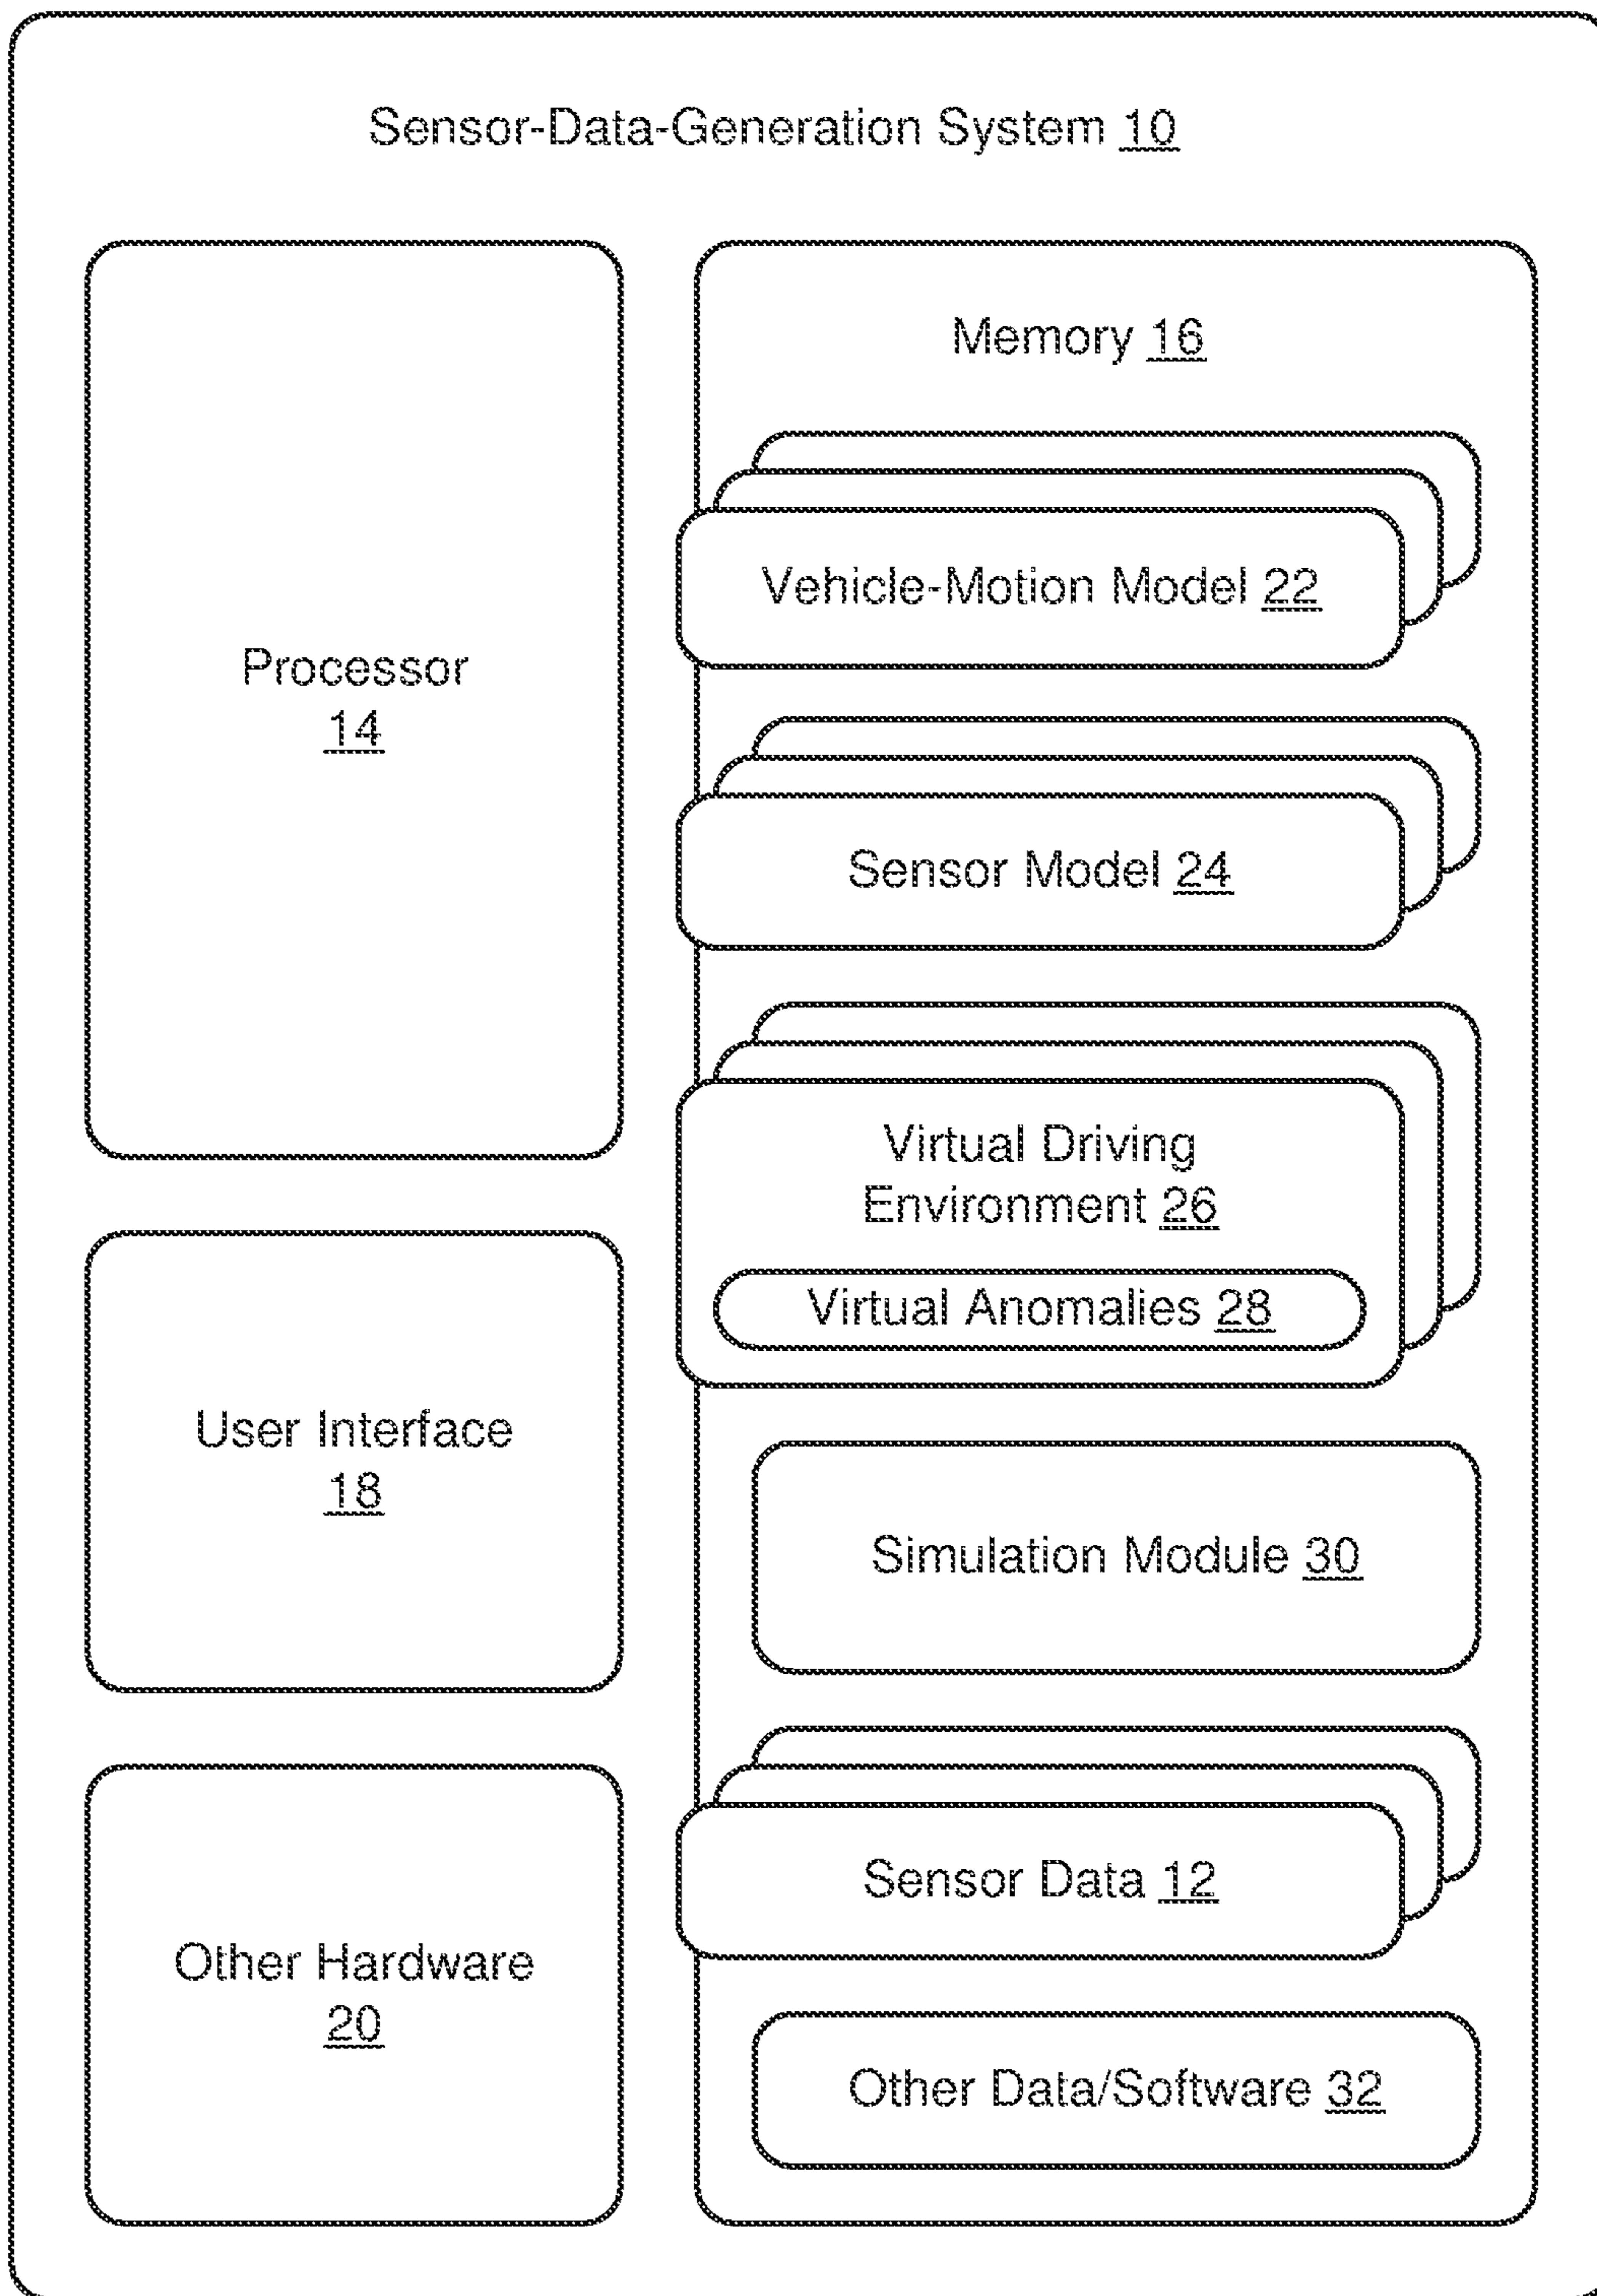 Sensor-Data-Generation System 10
Processor
14
User Interface
18
Other Hardware
20
Memory 16
Vehicle-Motion Model 22
Sensor Model 24
Virtual Driving
Environment 26
Virtual Anomalies 28
Simulation Module 30
Sensor Data 12
Other Data/Software 32